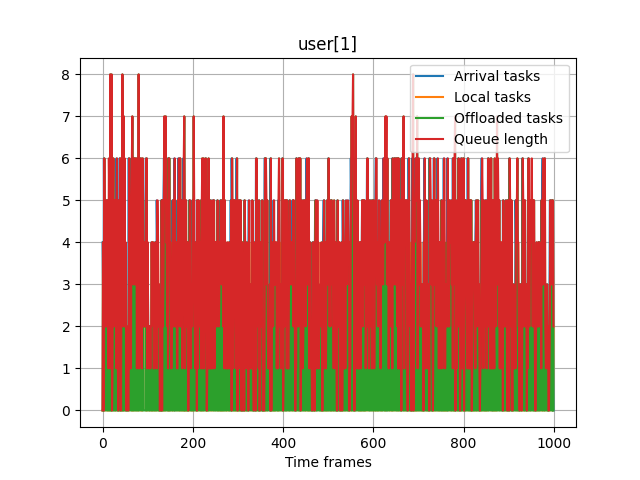 user[1]
Arrival tasks
Local tasks
Offloaded tasks
Queue length
8
7
6
5
4
3
2
1
0
0 200 400 600 800 1000
Time frames